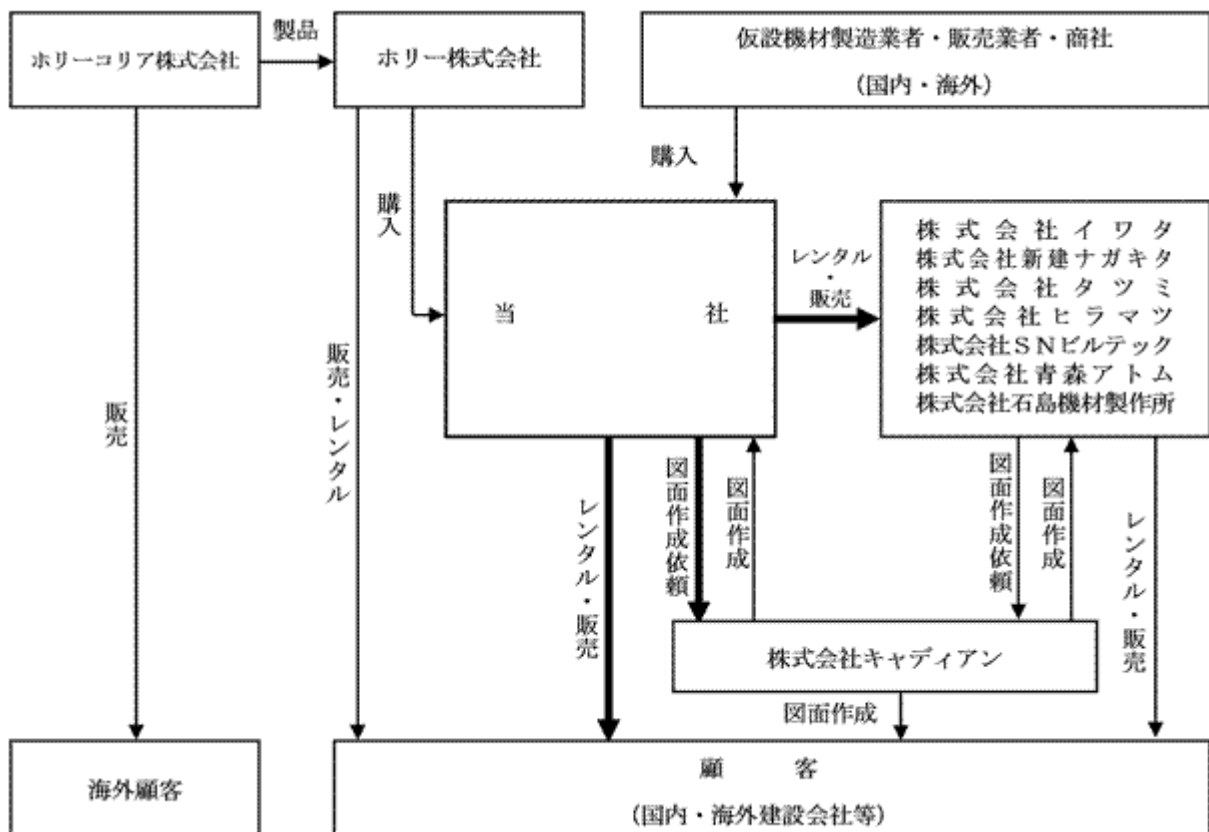 ホリーコリア株式会社
製品
ホリー株式会社
仮設機材製造業者・販売業者・商社
(国内・海外)
購入
購入
当社
レンタル
・
販売
株式会社イワタ
株式会社新建ナガキタ
株式会社タツミ
株式会社ヒラマツ
株式会社SNビルテック
株式会社青森アトム
株式会社石島機材製作所
販売
販売・レンタル
レンタル・販売
図面作成依頼
図面作成
図面作成依頼
図面作成
レンタル・販売
株式会社キャディアン
図面作成
海外顧客
顧客
(国内・海外建設会社等)